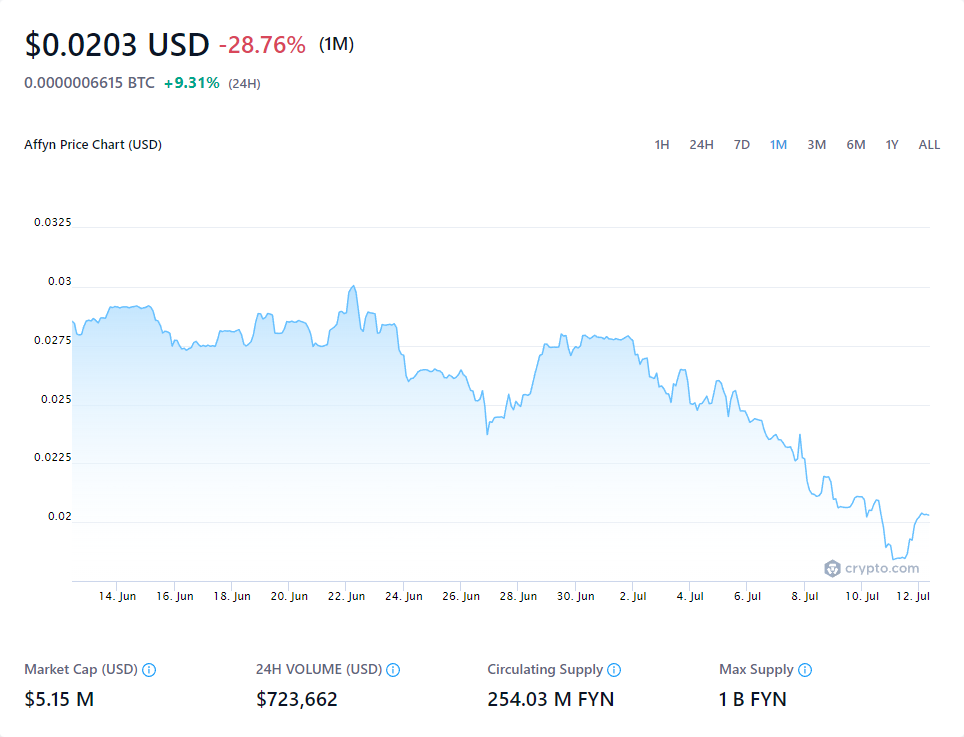 $0.0203 USD -28.76% (1M)
0.0000006615 BTC +9.31% (24H)
Affyn Price Chart (USD) 1H 24H 7D 1M 3M 6M 1Y ALL
0.0325
0.03
0.0275
0.025
0.0225
0.02
crypto.com
14. Jun 16. Jun 18. Jun 20. Jun 22. Jun 24. Jun 26. Jun 28. Jun 30. Jun 2. Jul 4. Jul 6. Jul 8. Jul 10. Jul 12. Jul
Market Cap (USD) 24H VOLUME (USD) Circulating Supply Max Supply
$5.15 M $723,662 254.03 M FYN 1 B FYN